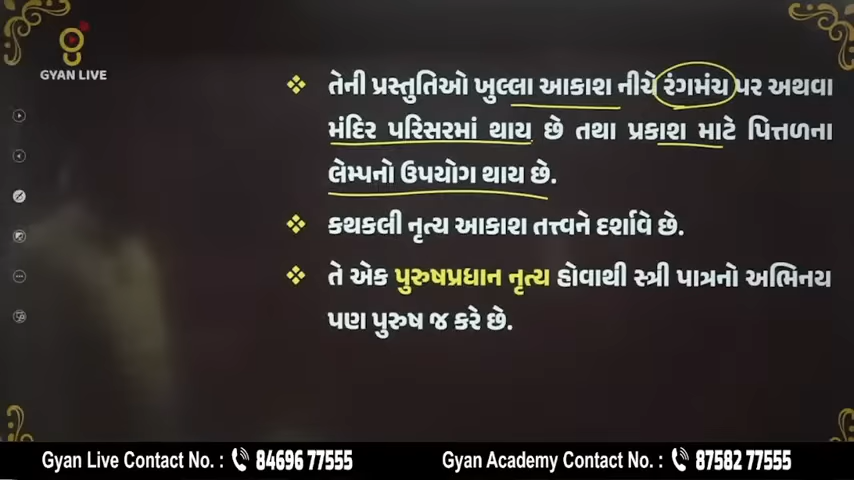 GYAN LIVE
❖ તેની પ્રસ્તુતિઓ ખુલ્લા આકાશ નીચે રંગમંચ પર અથવા
મંદિર પરિસરમાં થાય છે તથા પ્રકાશ માટે પિત્તળના
લેમ્પનો ઉપયોગ થાય છે.
❖ કથકલી નૃત્ય આકાશ તત્ત્વને દર્શાવે છે.
❖ તે એક પુરુષપ્રધાન નૃત્ય હોવાથી સ્ત્રી પાત્રનો અભિનય
પણ પુરુષ જ કરે છે.
Gyan Live Contact No. : 84696 77555
Gyan Academy Contact No. : 87582 77555